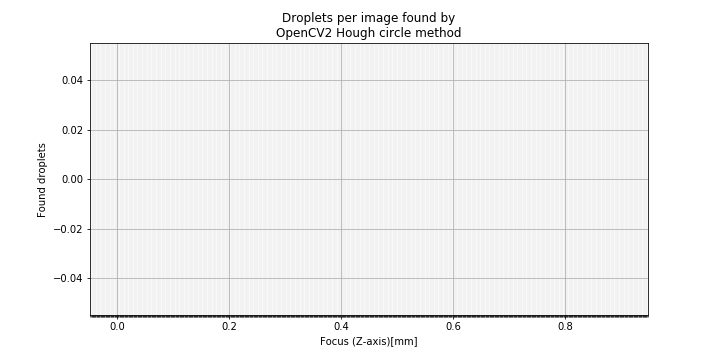 Droplets per image found by
OpenCV2 Hough circle method
0.04
0.02
0.00
−0.02
−0.04
Found droplets
0.0 0.2 0.4 0.6 0.8
Focus (Z-axis)[mm]